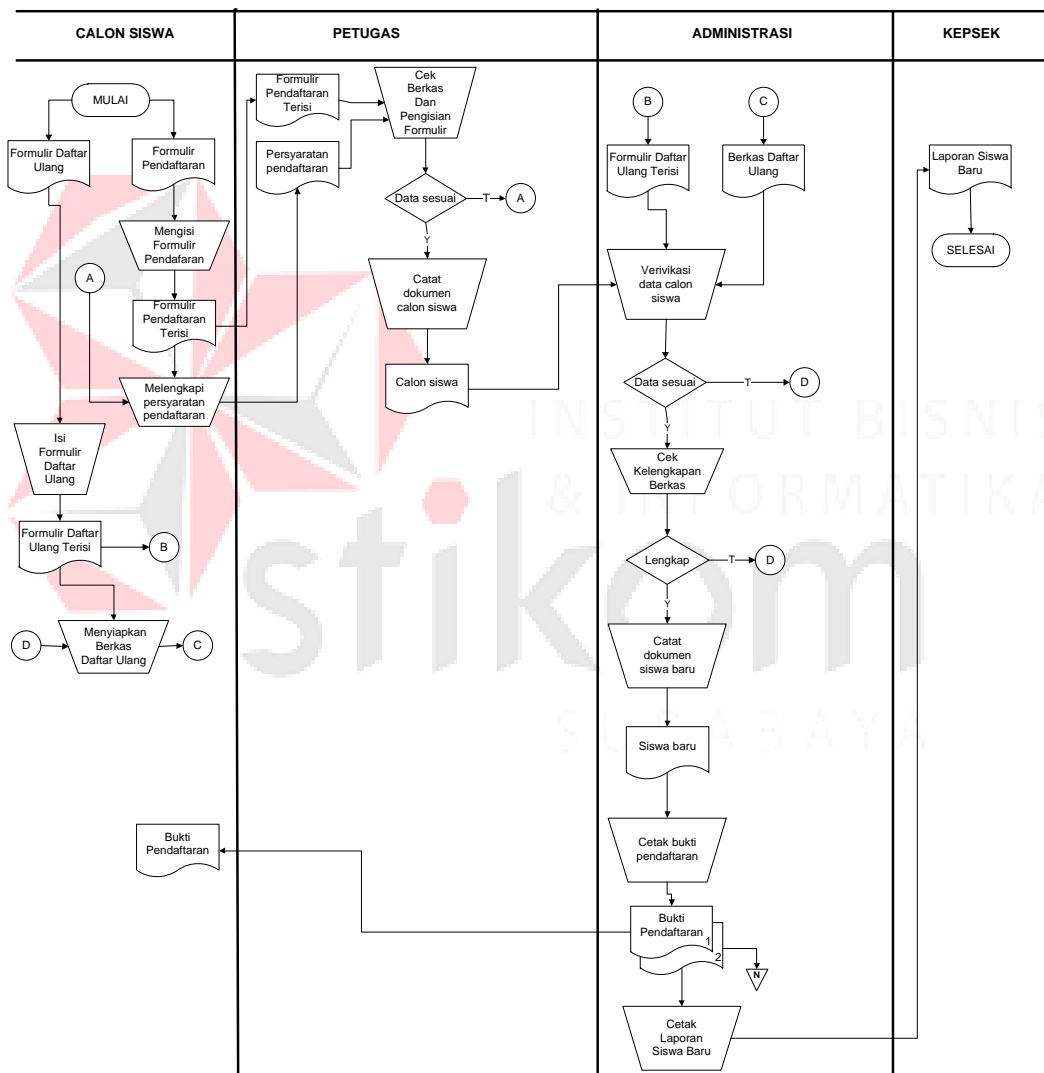 CALON SISWA
PETUGAS
ADMINISTRASI
KEPSEK
MULAI
Formulir Daftar
Ulang
Formulir
Pendaftaran
Mengisi
Formulir
Pendafaran
A
Formulir
Pendaftaran
Terisi
Melengkapi
persyaratan
pendaftaran
Isi
Formulir
Daftar
Ulang
Formulir Daftar
Ulang Terisi
B
D
Menyiapkan
Berkas
Daftar Ulang
C
Bukti
Pendaftaran
Formulir
Pendaftaran
Terisi
Persyaratan
pendaftaran
Cek
Berkas
Dan
Pengisian
Formulir
Data sesuai
T
A
Y
Catat
dokumen
calon siswa
Calon siswa
B
C
Formulir Daftar
Ulang Terisi
Berkas Daftar
Ulang
Verivikasi
data calon
siswa
Data sesuai
T
D
Y
Cek
Kelengkapan
Berkas
Lengkap
T
D
Y
Catat
dokumen
siswa baru
Siswa baru
Cetak bukti
pendaftaran
Bukti
Pendaftaran
1
2
N
Cetak
Laporan
Siswa Baru
Laporan Siswa
Baru
SELESAI
INSTITUT BISNIS
& INFORMATIKA
stikom
SURABAYA